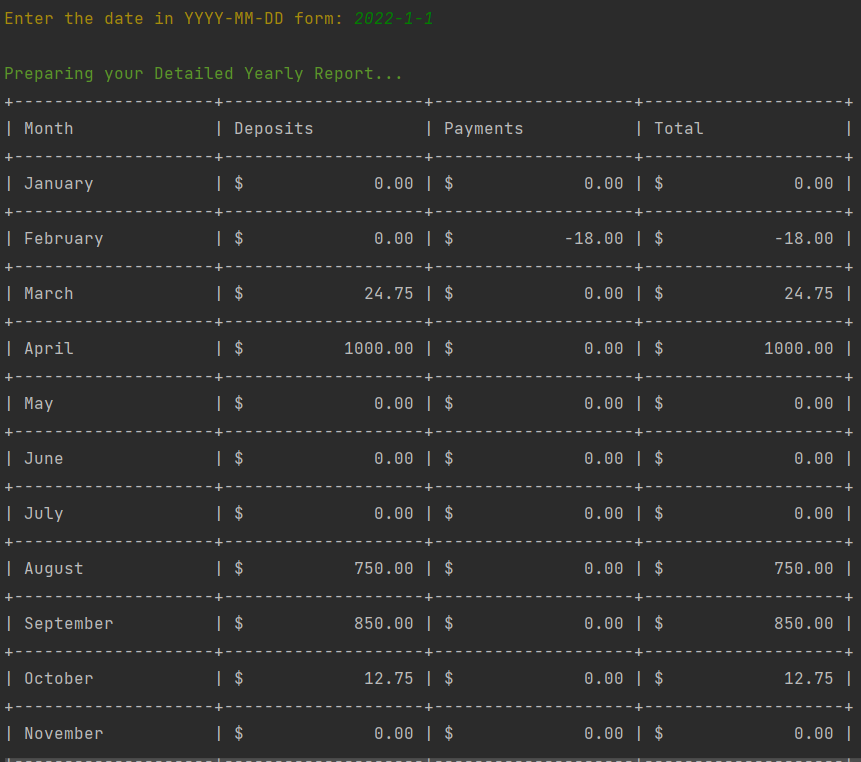 Enter the date in YYYY-MM-DD form: 2022-1-1

Preparing your Detailed Yearly Report...
+--------------------+--------------------+--------------------+--------------------+
| Month              | Deposits           | Payments           | Total              |
+--------------------+--------------------+--------------------+--------------------+
| January            | $             0.00 | $             0.00 | $             0.00 |
+--------------------+--------------------+--------------------+--------------------+
| February           | $             0.00 | $           -18.00 | $           -18.00 |
+--------------------+--------------------+--------------------+--------------------+
| March              | $            24.75 | $             0.00 | $            24.75 |
+--------------------+--------------------+--------------------+--------------------+
| April              | $          1000.00 | $             0.00 | $          1000.00 |
+--------------------+--------------------+--------------------+--------------------+
| May                | $             0.00 | $             0.00 | $             0.00 |
+--------------------+--------------------+--------------------+--------------------+
| June               | $             0.00 | $             0.00 | $             0.00 |
+--------------------+--------------------+--------------------+--------------------+
| July               | $             0.00 | $             0.00 | $             0.00 |
+--------------------+--------------------+--------------------+--------------------+
| August             | $           750.00 | $             0.00 | $           750.00 |
+--------------------+--------------------+--------------------+--------------------+
| September          | $           850.00 | $             0.00 | $           850.00 |
+--------------------+--------------------+--------------------+--------------------+
| October            | $            12.75 | $             0.00 | $            12.75 |
+--------------------+--------------------+--------------------+--------------------+
| November           | $             0.00 | $             0.00 | $             0.00 |
+--------------------+--------------------+--------------------+--------------------+